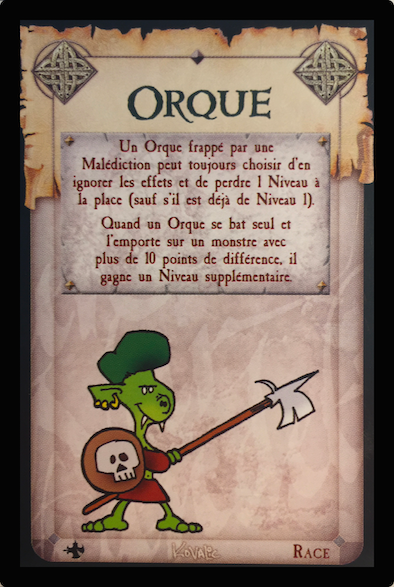 ORQUE
Un Orque frappé par une
Malédiction peut toujours choisir d'en
ignorer les effets et de perdre 1 Niveau à
la place (sauf s'il est déjà de Niveau 1).
Quand un Orque se bat seul et
l'emporte sur un monstre avec
plus de 10 points de différence, il
gagne un Niveau supplémentaire.
KOVALIC
RACE